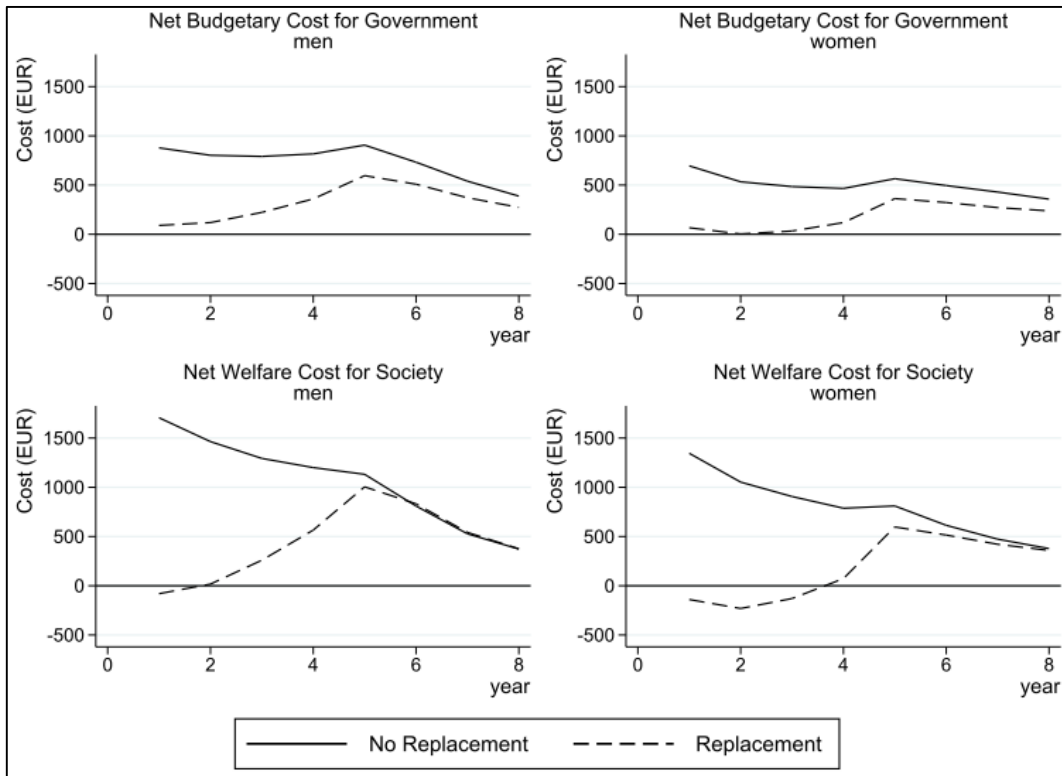 Net Budgetary Cost for Government
men
Cost (EUR)
1500
1000
500
0
-500
0 2 4 6 8
year
Net Budgetary Cost for Government
women
Cost (EUR)
1500
1000
500
0
-500
0 2 4 6 8
year
Net Welfare Cost for Society
men
Cost (EUR)
1500
1000
500
0
-500
0 2 4 6 8
year
Net Welfare Cost for Society
women
Cost (EUR)
1500
1000
500
0
-500
0 2 4 6 8
year
No Replacement Replacement